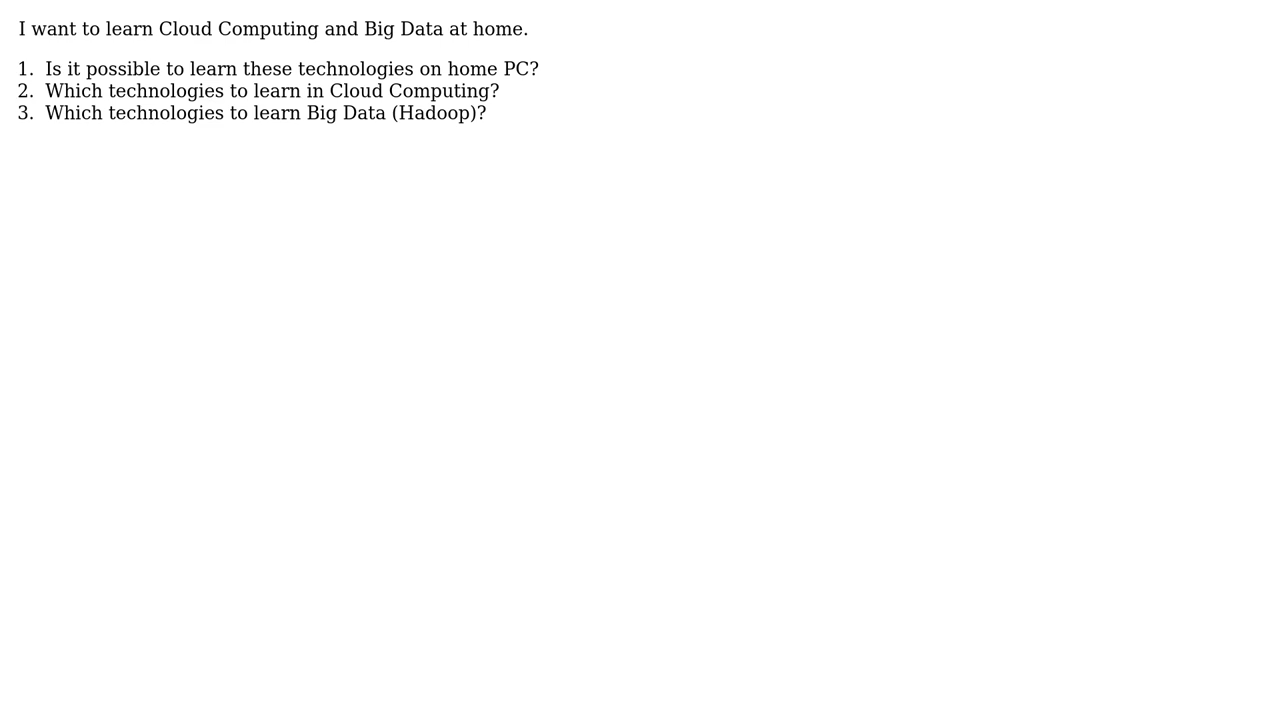 I want to learn Cloud Computing and Big Data at home.
1. Is it possible to learn these technologies on home PC?
2. Which technologies to learn in Cloud Computing?
3. Which technologies to learn Big Data (Hadoop)?